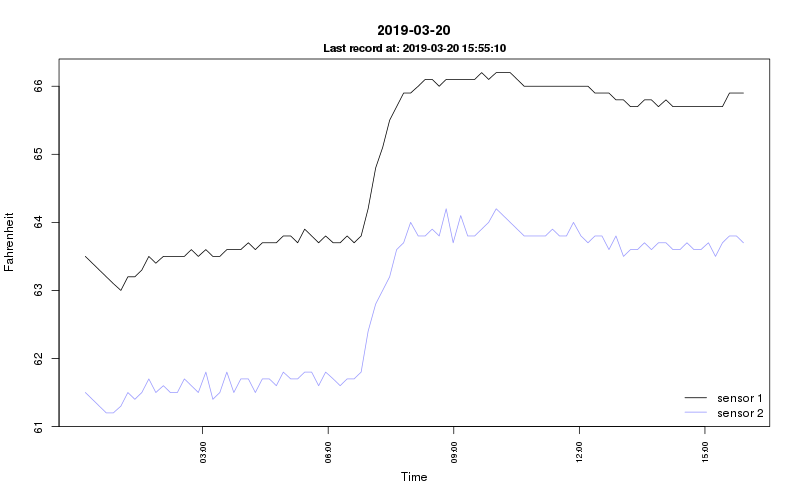 2019-03-20
Last record at: 2019-03-20 15:55:10
Fahrenheit
66
65
64
63
62
61
sensor 1
sensor 2
03:00
06:00
09:00
12:00
15:00
Time